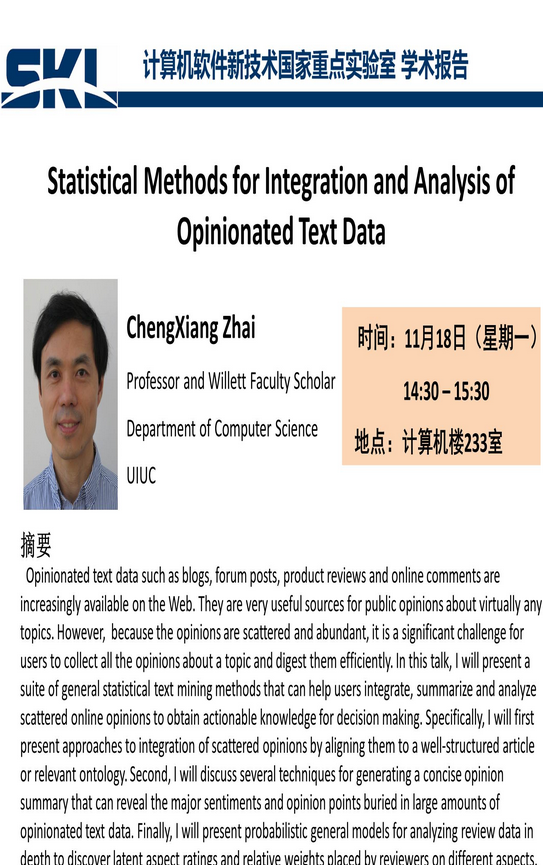 SKL
计算机软件新技术国家重点实验室 学术报告
Statistical Methods for Integration and Analysis of
Opinionated Text Data
ChengXiang Zhai
Professor and Willett Faculty Scholar
Department of Computer Science
UIUC
时间：11月18日（星期一）
14:30 – 15:30
地点：计算机楼233室
摘要
Opinionated text data such as blogs, forum posts, product reviews and online comments are
increasingly available on the Web. They are very useful sources for public opinions about virtually any
topics. However, because the opinions are scattered and abundant, it is a significant challenge for
users to collect all the opinions about a topic and digest them efficiently. In this talk, I will present a
suite of general statistical text mining methods that can help users integrate, summarize and analyze
scattered online opinions to obtain actionable knowledge for decision making. Specifically, I will first
present approaches to integration of scattered opinions by aligning them to a well-structured article
or relevant ontology. Second, I will discuss several techniques for generating a concise opinion
summary that can reveal the major sentiments and opinion points buried in large amounts of
opinionated text data. Finally, I will present probabilistic general models for analyzing review data in
depth to discover latent aspect ratings and relative weights placed by reviewers on different aspects.